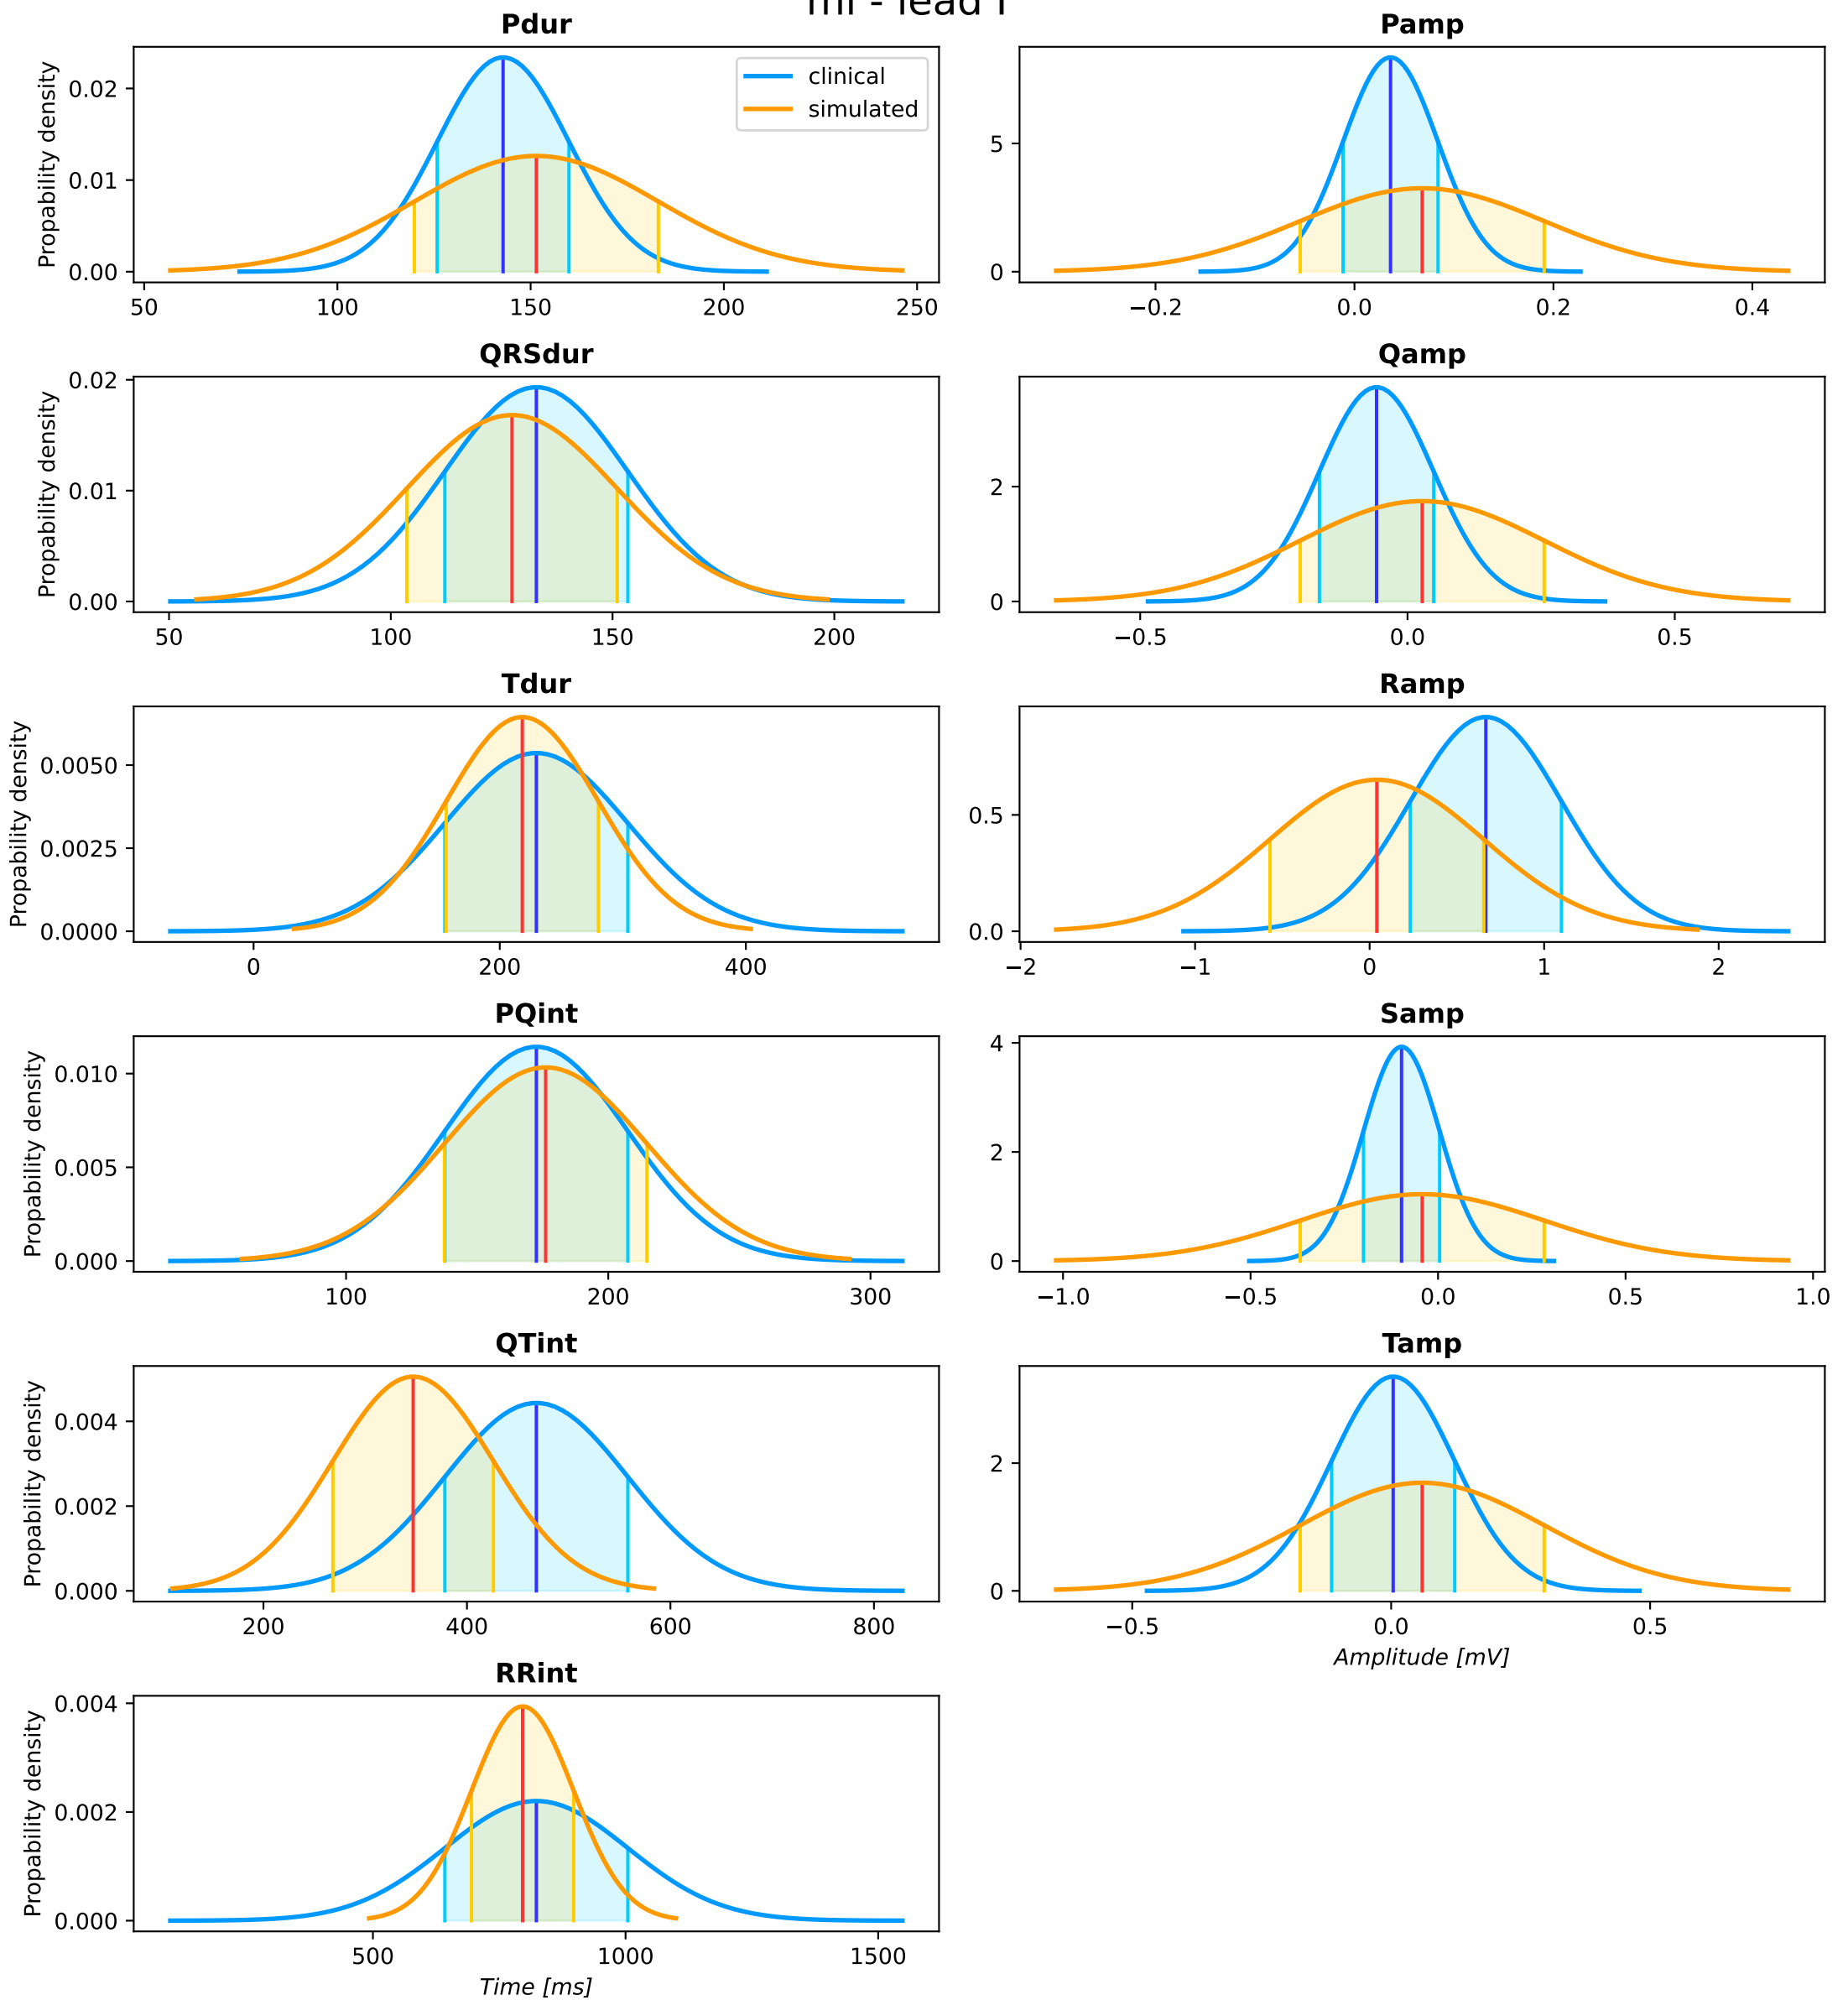 mi - lead I
Pdur
Pamp
Propability density
0.02
0.01
0.00
clinical
simulated
50 100 150 200 250
5
0
−0.2 0.0 0.2 0.4
QRSdur
Qamp
Propability density
0.02
0.01
0.00
50 100 150 200
2
0
−0.5 0.0 0.5
Tdur
Ramp
Propability density
0.0050
0.0025
0.0000
0 200 400
0.5
0.0
−2 −1 0 1 2
PQint
Samp
Propability density
0.010
0.005
0.000
100 200 300
4
2
0
−1.0 −0.5 0.0 0.5 1.0
QTint
Tamp
Propability density
0.004
0.002
0.000
200 400 600 800
2
0
−0.5 0.0 0.5
Amplitude [mV]
RRint
Propability density
0.004
0.002
0.000
500 1000 1500
Time [ms]